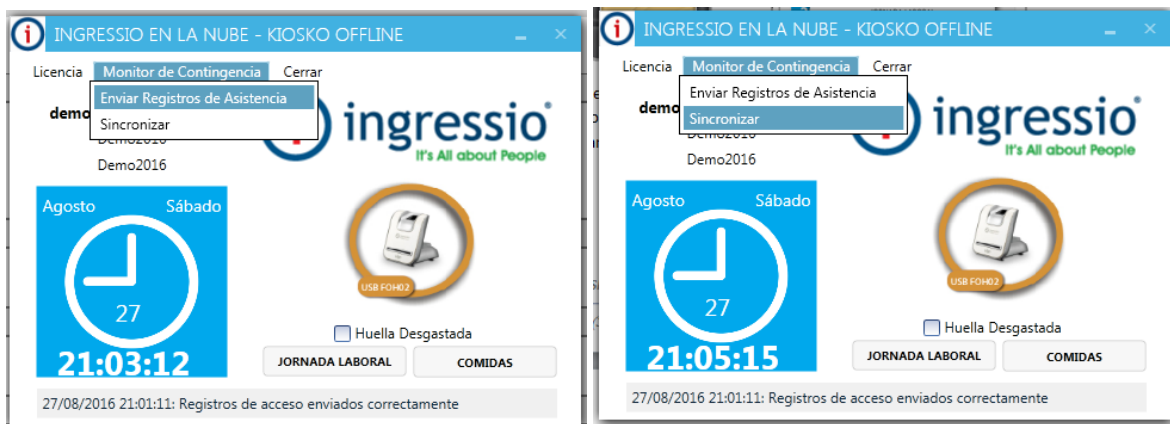 INGRESSIO EN LA NUBE - KIOSKO OFFLINE
Licencia Monitor de Contingencia Cerrar
Enviar Registros de Asistencia
demo
Sincronizar
Demo2016
Demo2016
ingressio
It's All about People
Agosto Sábado
27
21:03:12
USB FOH02
Huella Desgastada
JORNADA LABORAL COMIDAS
27/08/2016 21:01:11: Registros de acceso enviados correctamente
INGRESSIO EN LA NUBE - KIOSKO OFFLINE
Licencia Monitor de Contingencia Cerrar
Enviar Registros de Asistencia
demo
Sincronizar
Demo2016
Demo2016
ingressio
It's All about People
Agosto Sábado
27
21:05:15
USB FOH02
Huella Desgastada
JORNADA LABORAL COMIDAS
27/08/2016 21:01:11: Registros de acceso enviados correctamente